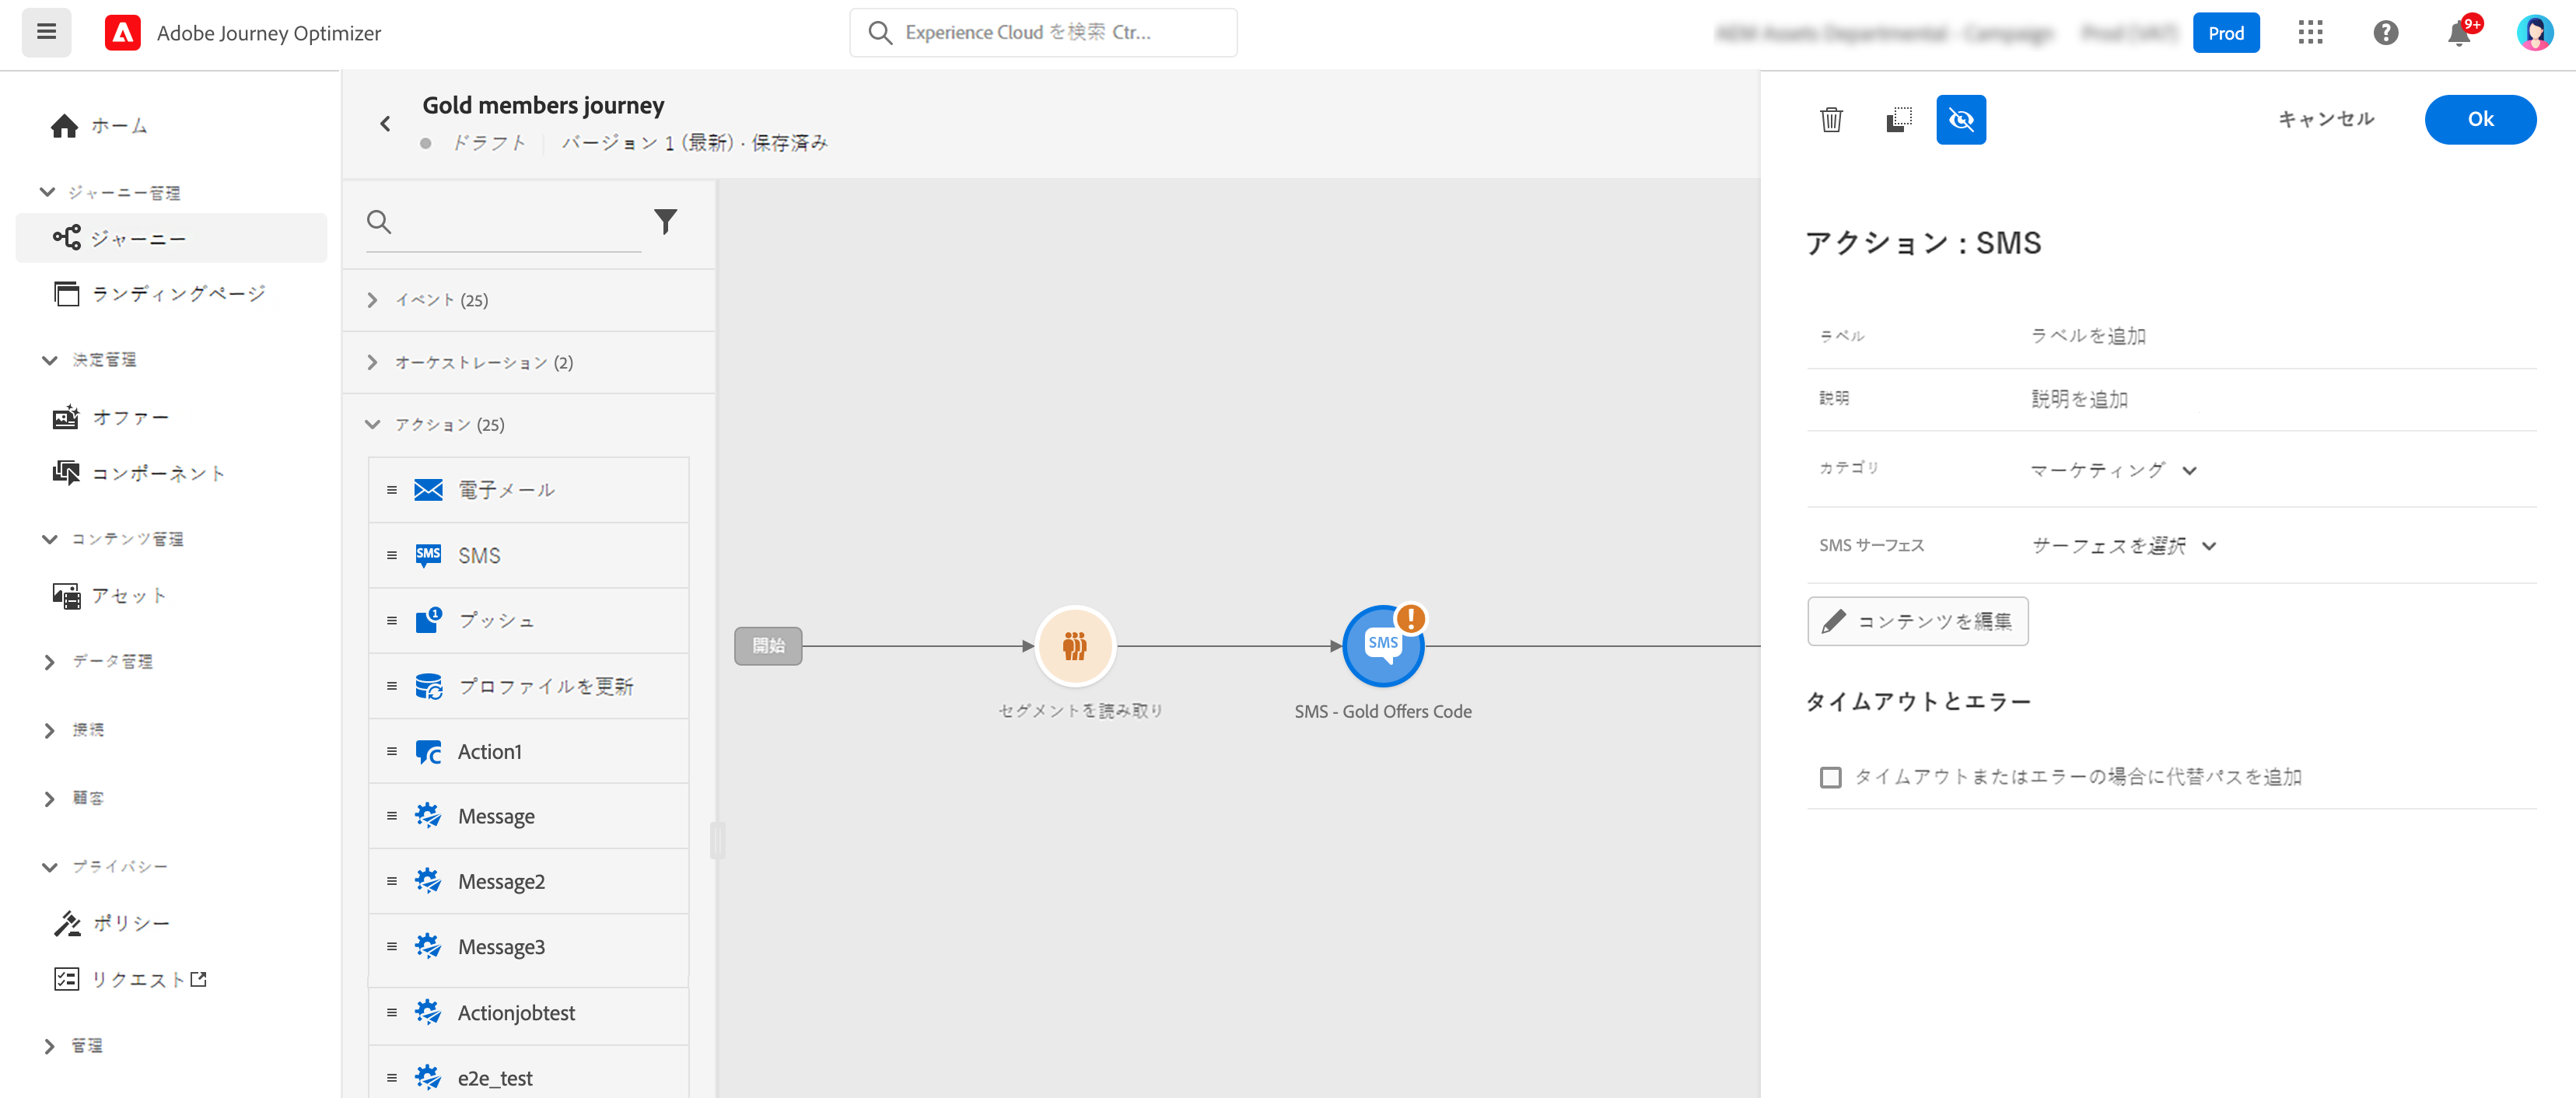 Adobe Journey Optimizer
Experience Cloud を検索 Ctr...
Prod
9+
ホーム
ジャーニー管理
ジャーニー
ランディングページ
決定管理
オファー
コンポーネント
コンテンツ管理
アセット
データ管理
接続
顧客
プライバシー
ポリシー
リクエスト
管理
Gold members journey
ドラフト バージョン 1 (最新) · 保存済み
イベント (25)
オーケストレーション (2)
アクション (25)
電子メール
SMS SMS
1 プッシュ
プロファイルを更新
Action1
Message
Message2
Message3
Actionjobtest
e2e_test
開始
セグメントを読み取り
SMS
SMS - Gold Offers Code
キャンセル
Ok
アクション : SMS
ラベル ラベルを追加
説明 説明を追加
カテゴリ マーケティング
SMS サーフェス サーフェスを選択
コンテンツを編集
タイムアウトとエラー
タイムアウトまたはエラーの場合に代替パスを追加